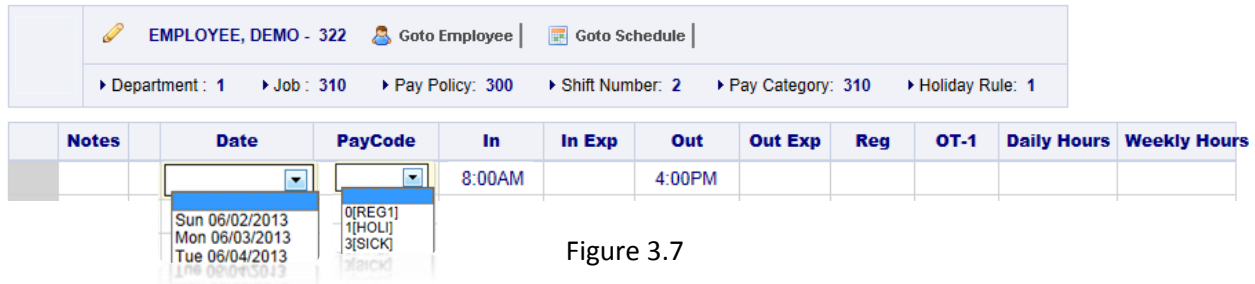 EMPLOYEE, DEMO - 322 Goto Employee Goto Schedule
Department : 1 Job : 310 Pay Policy: 300 Shift Number: 2 Pay Category: 310 Holiday Rule: 1
Notes Date PayCode In In Exp Out Out Exp Reg OT-1 Daily Hours Weekly Hours
8:00AM 4:00PM
Sun 06/02/2013
Mon 06/03/2013
Tue 06/04/2013
0[REG1]
1[HOLI]
3[SICK]
Figure 3.7